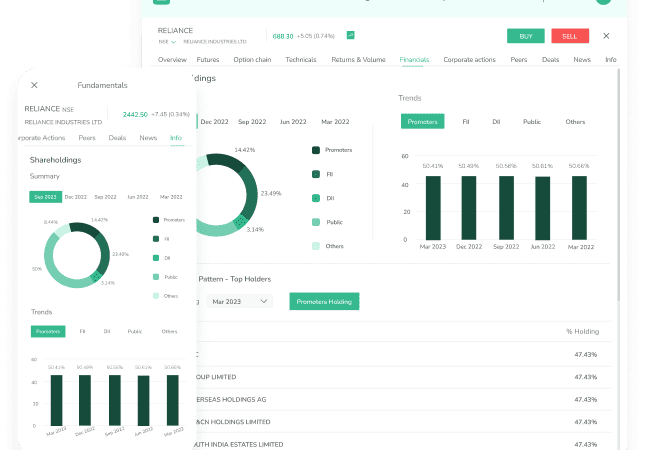 RELIANCE
NSE
RELIANCE INDUSTRIES LTD
688.30 +5.05 (0.74%)
BUY
SELL
Overview Futures Option chain Technicals Returns & Volume Financials Corporate actions Peers Deals News Info
ldings
Dec 2022 Sep 2022 Jun 2022 Mar 2022
14.42%
23.49%
3.14%
Promoters
FII
DII
Public
Others
Trends
Promoters FII DII Public Others
60
40
20
0
50.41% 50.49% 50.56% 50.61% 50.66%
Mar 2023 Dec 2022 Sep 2022 Jun 2022 Mar 2022
Pattern - Top Holders
g
Mar 2023
Promoters Holding
% Holding
C 47.43%
OUP LIMITED 47.43%
ERSEAS HOLDINGS AG 47.43%
&CN HOLDINGS LIMITED 47.43%
UTH INDIA ESTATES LIMITED 47.43%
Fundamentals
RELIANCE NSE
RELIANCE INDUSTRIES LTD
2442.50 +7.45 (0.34%)
orporate Actions Peers Deals News Info
Shareholdings
Summary
Sep 2023 Dec 2022 Sep 2022 Jun 2022 Mar 2022
8.44%
14.42%
23.49%
3.14%
50%
Promoters
FII
DII
Public
Others
Trends
Promoters FII DII Public Others
60
40
20
0
50.41% 50.49% 50.56% 50.61% 50.66%
Mar 2023 Dec 2022 Sep 2022 Jun 2022 Mar 2022